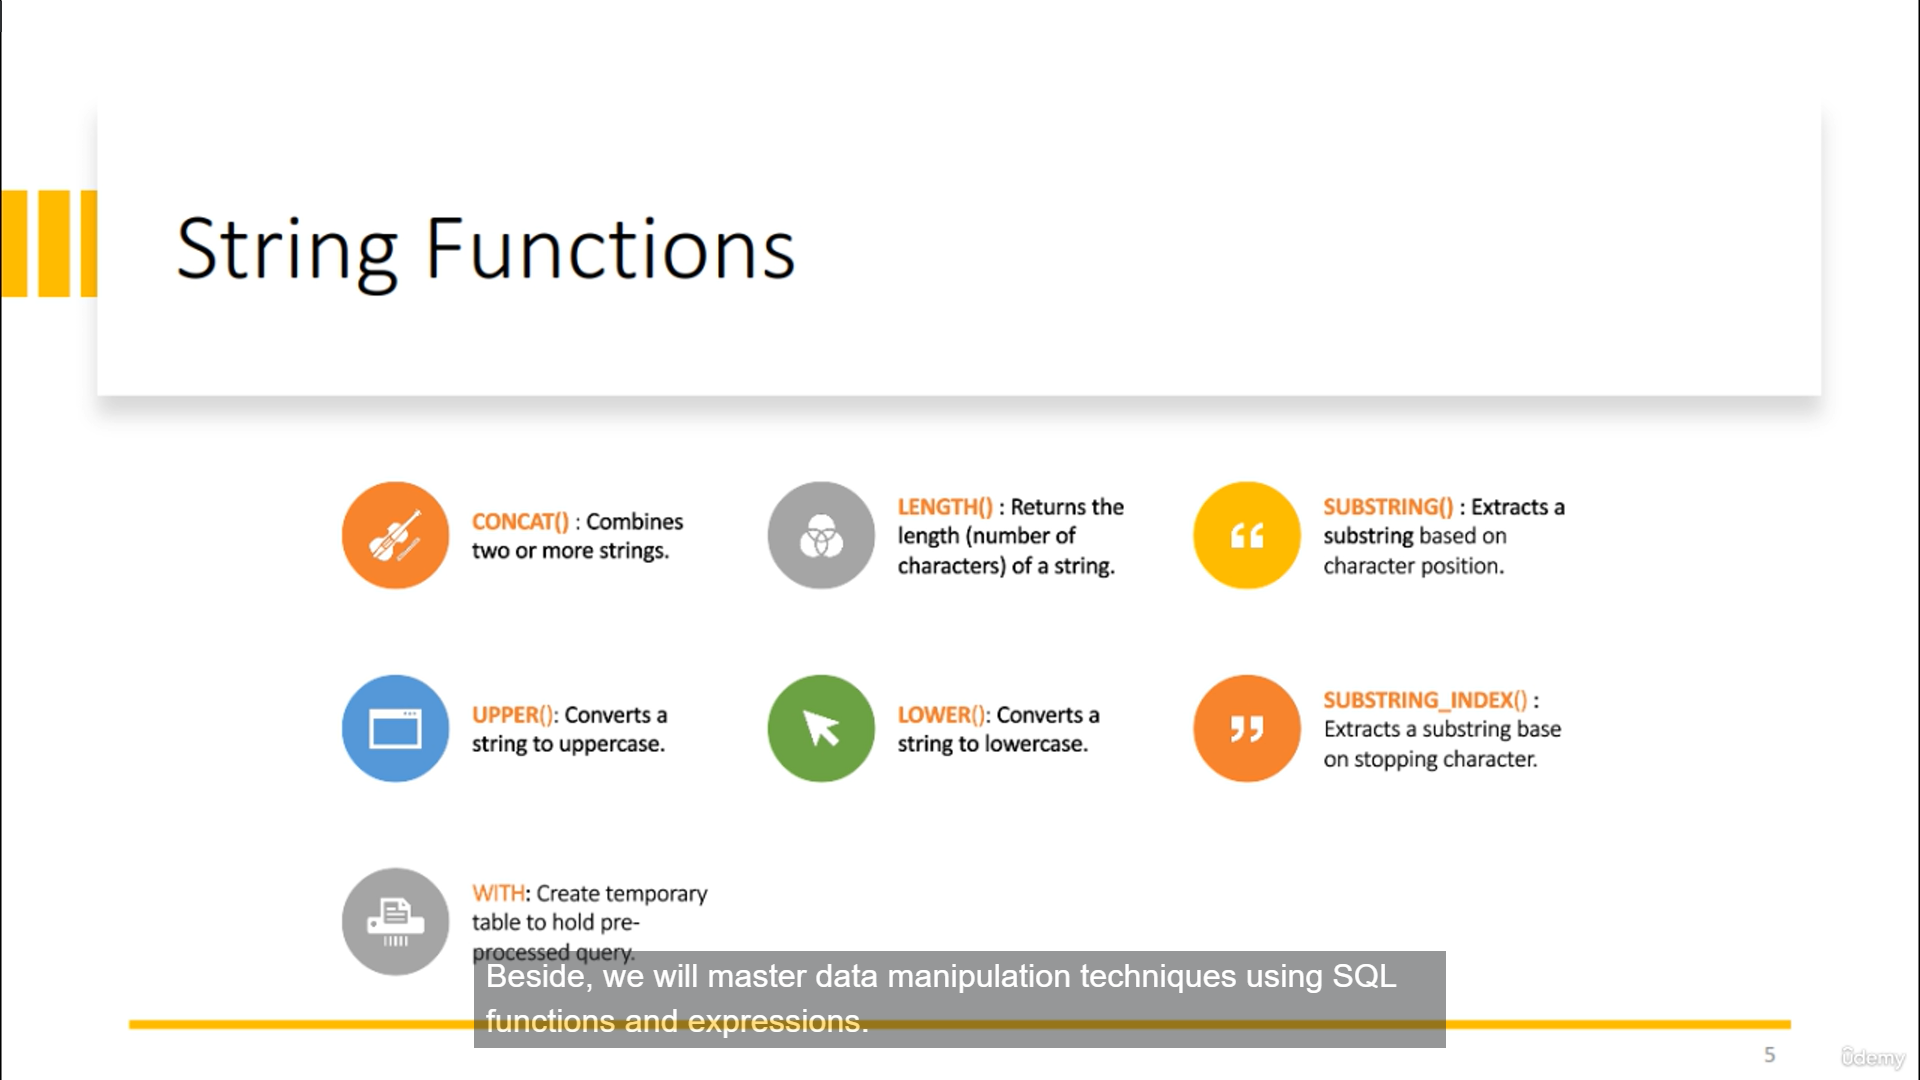 String Functions
CONCAT() : Combines
two or more strings.
LENGTH() : Returns the
length (number of
characters) of a string.
SUBSTRING() : Extracts a
substring based on
character position.
UPPER(): Converts a
string to uppercase.
LOWER(): Converts a
string to lowercase.
SUBSTRING_INDEX() :
Extracts a substring base
on stopping character.
WITH: Create temporary
table to hold pre-
processed query.
Beside, we will master data manipulation techniques using SQL
functions and expressions.
5
ûdemy